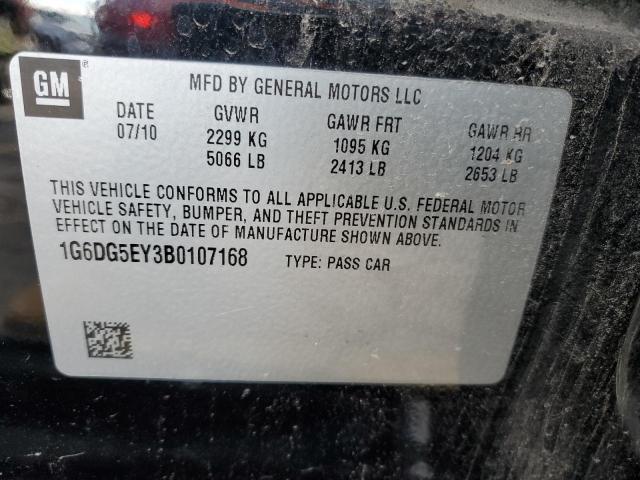 GM®
MFD BY GENERAL MOTORS LLC
DATE GVWR GAWR FRT GAWR RR
07/10 2299 KG 1095 KG 1204 KG
5066 LB 2413 LB 2653 LB
THIS VEHICLE CONFORMS TO ALL APPLICABLE U.S. FEDERAL MOTOR
VEHICLE SAFETY, BUMPER, AND THEFT PREVENTION STANDARDS IN
EFFECT ON THE DATE OF MANUFACTURE SHOWN ABOVE.
1G6DG5EY3B0107168 TYPE: PASS CAR